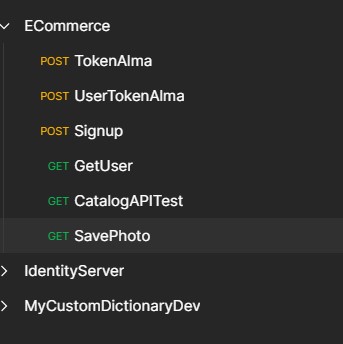 ECommerce
POST TokenAlma
POST UserTokenAlma
POST Signup
GET GetUser
GET CatalogAPITest
GET SavePhoto
IdentityServer
MyCustomDictionaryDev